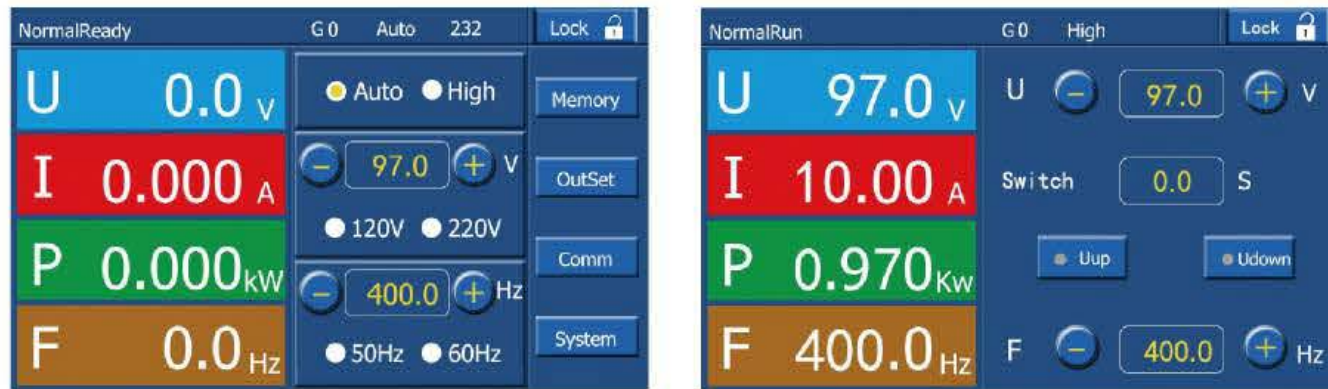 NormalReady G 0 Auto 232 Lock
U 0.0 V
I 0.000 A
P 0.000 kW
F 0.0 Hz
Auto High
− 97.0 + V
120V 220V
− 400.0 + Hz
50Hz 60Hz
Memory
OutSet
Comm
System
NormalRun G 0 High Lock
U 97.0 V
I 10.00 A
P 0.970 Kw
F 400.0 Hz
U − 97.0 + V
Switch 0.0 S
Uup Udown
F − 400.0 + Hz